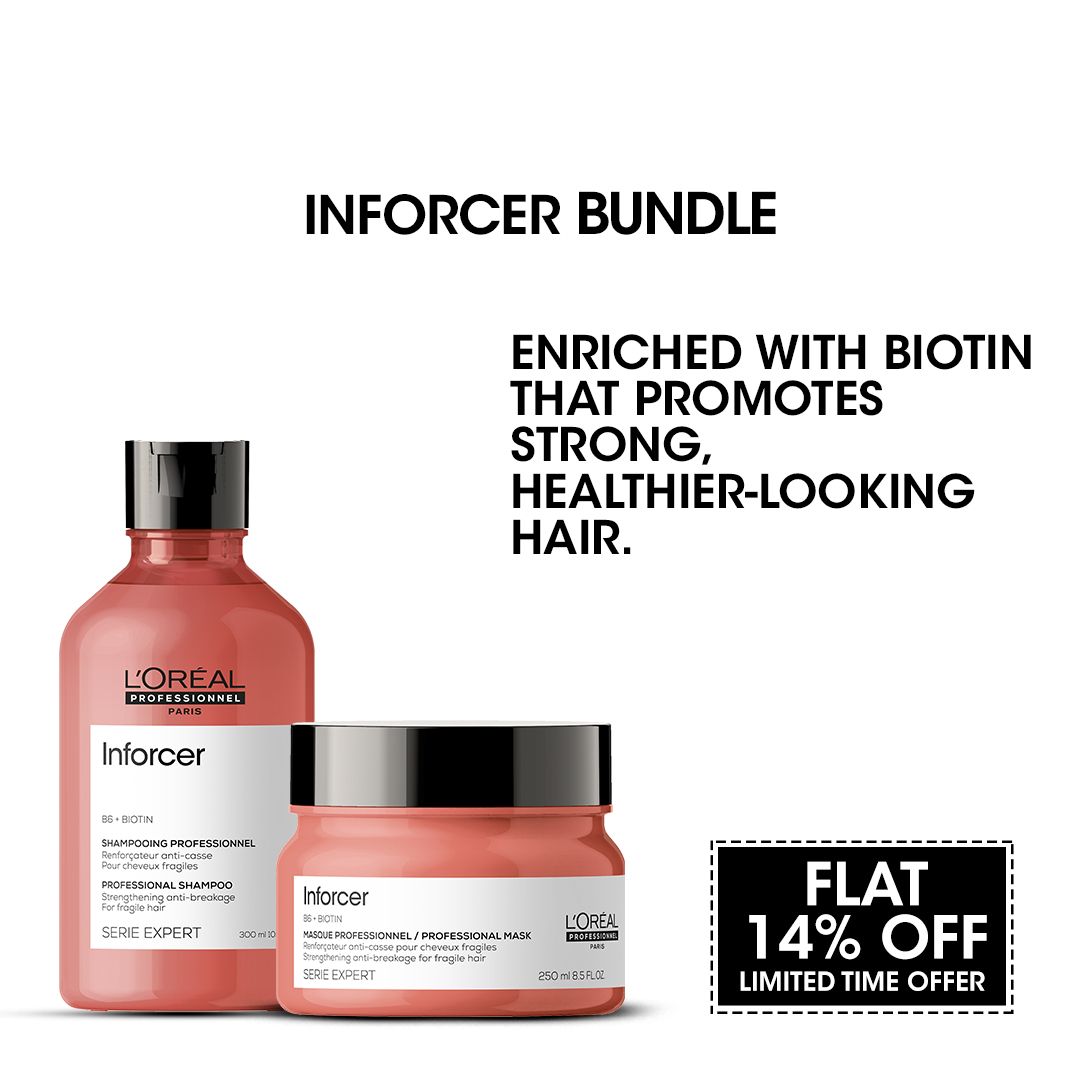 INFORCER BUNDLE
ENRICHED WITH BIOTIN
THAT PROMOTES
STRONG,
HEALTHIER-LOOKING
HAIR.
L'ORÉAL
PROFESSIONNEL
PARIS
Inforcer
B6 + BIOTIN
SHAMPOOING PROFESSIONNEL
Renforçateur anti-casse
Pour cheveux fragiles
PROFESSIONAL SHAMPOO
Strengthening anti-breakage
For fragile hair
SERIE EXPERT
300 ml 10
Inforcer
B6 + BIOTIN
MASQUE PROFESSIONNEL / PROFESSIONAL MASK
Renforçateur anti-casse pour cheveux fragiles
Strengthening anti-breakage for fragile hair
SERIE EXPERT
L'ORÉAL
PROFESSIONNEL
PARIS
250 ml 8.5 FL.OZ.
FLAT
14% OFF
LIMITED TIME OFFER